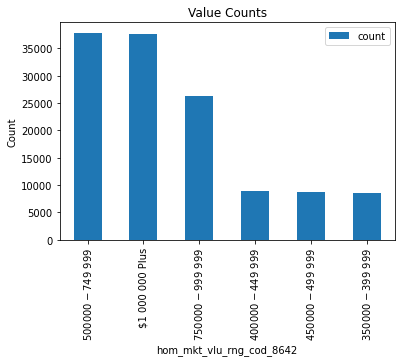 Value Counts
count
Count
35000
30000
25000
20000
15000
10000
5000
0
500000 − 749 999
$1 000 000 Plus
750000 − 999 999
400000 − 449 999
450000 − 499 999
350000 − 399 999
hom_mkt_vlu_rng_cod_8642